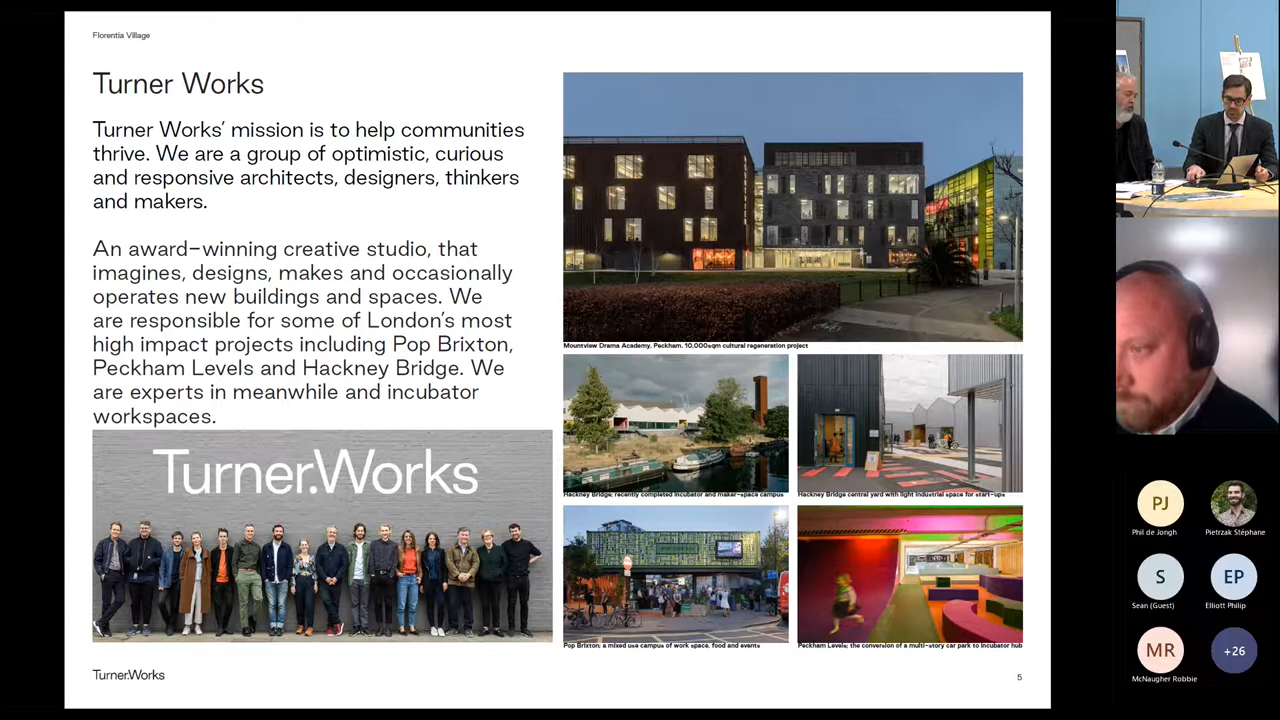 Florentia Village
Turner Works
Turner Works' mission is to help communities
thrive. We are a group of optimistic, curious
and responsive architects, designers, thinkers
and makers.
An award-winning creative studio, that
imagines, designs, makes and occasionally
operates new buildings and spaces. We
are responsible for some of London's most
high impact projects including Pop Brixton,
Peckham Levels and Hackney Bridge. We
are experts in meanwhile and incubator
workspaces.
Turner.Works
Mountview Drama Academy, Peckham. 10,000sqm cultural regeneration project
Hackney Bridge; recently completed incubator and maker-space campus
Hackney Bridge central yard with light industrial space for start-ups
Pop Brixton; a mixed use campus of work space, food and events
Peckham Levels; the conversion of a multi-story car park to incubator hub
Turner.Works
5
PJ
Phil de Jongh
Pietrzak Stéphane
S
Sean (Guest)
EP
Elliott Philip
MR
McNaugher Robbie
+26